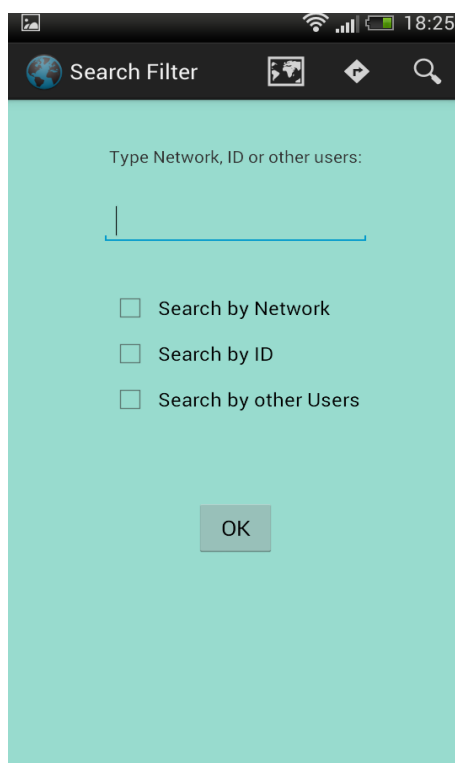 18:25
Search Filter
Type Network, ID or other users:
Search by Network
Search by ID
Search by other Users
OK